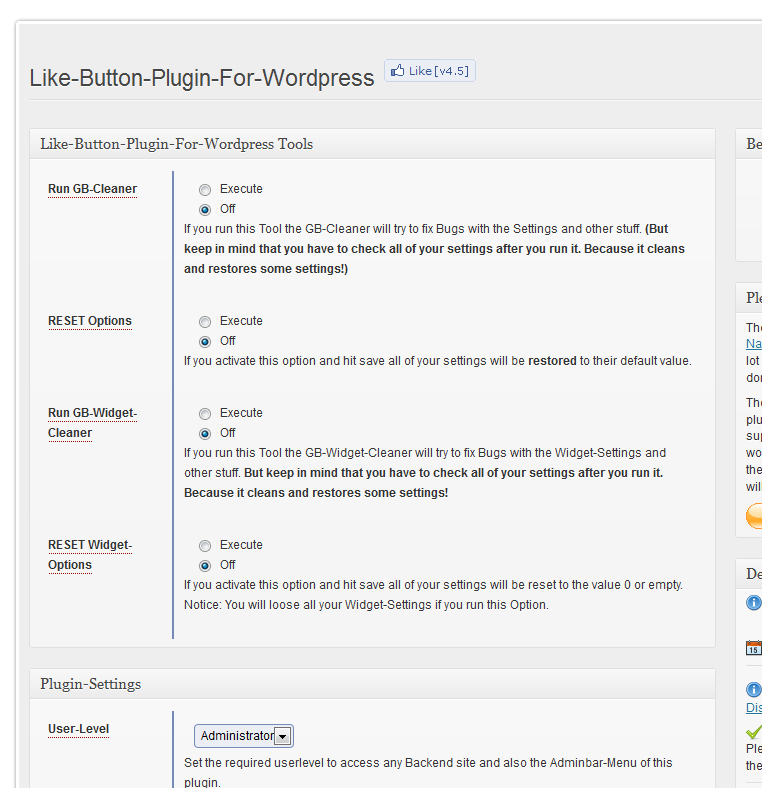 Like-Button-Plugin-For-Wordpress
Like [v4.5]
Like-Button-Plugin-For-Wordpress Tools
Run GB-Cleaner
Execute
Off
If you run this Tool the GB-Cleaner will try to fix Bugs with the Settings and other stuff. (But
keep in mind that you have to check all of your settings after you run it. Because it cleans
and restores some settings!)
RESET Options
Execute
Off
If you activate this option and hit save all of your settings will be restored to their default value.
Run GB-Widget-
Cleaner
Execute
Off
If you run this Tool the GB-Widget-Cleaner will try to fix Bugs with the Widget-Settings and
other stuff. But keep in mind that you have to check all of your settings after you run it.
Because it cleans and restores some settings!
RESET Widget-
Options
Execute
Off
If you activate this option and hit save all of your settings will be reset to the value 0 or empty.
Notice: You will loose all your Widget-Settings if you run this Option.
Plugin-Settings
User-Level
Administrator
Set the required userlevel to access any Backend site and also the Adminbar-Menu of this
plugin.
Be
Ple
The
Na
lot
dor
The
plu
sup
wo
the
will
De
15
Dis
Ple
the